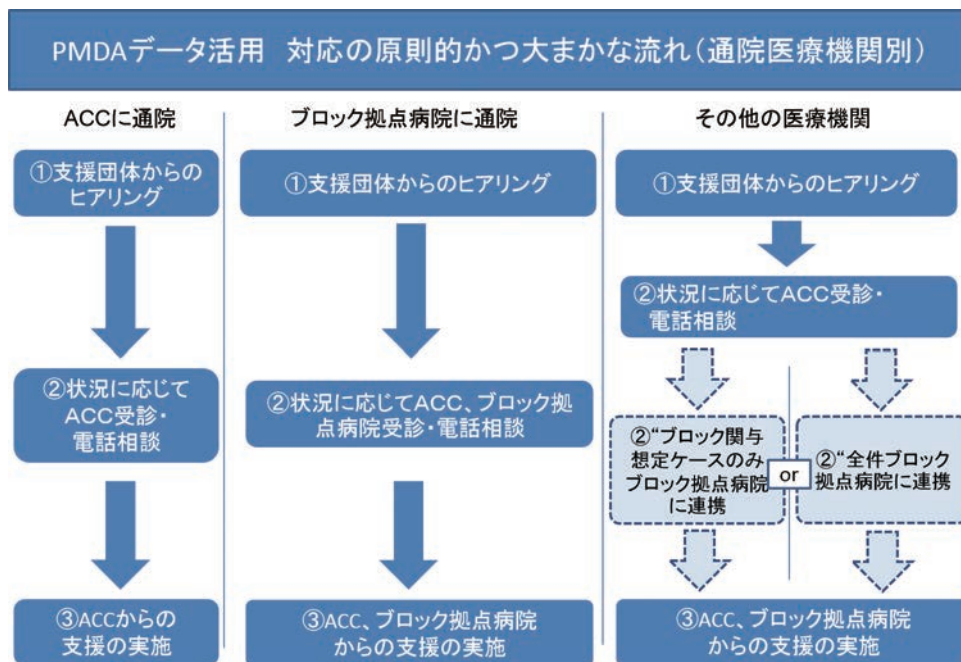 PMDAデータ活用　対応の原則的かつ大まかな流れ（通院医療機関別）
ACCに通院
①支援団体からの
ヒアリング
②状況に応じて
ACC受診・
電話相談
③ACCからの
支援の実施
ブロック拠点病院に通院
①支援団体からのヒアリング
②状況に応じてACC、ブロック拠
点病院受診・電話相談
③ACC、ブロック拠点病院
からの支援の実施
その他の医療機関
①支援団体からのヒアリング
②状況に応じてACC受診・
電話相談
②“ブロック関与
想定ケースのみ
ブロック拠点病院
に連携
or
②“全件ブロック
拠点病院に連携
③ACC、ブロック拠点病院
からの支援の実施